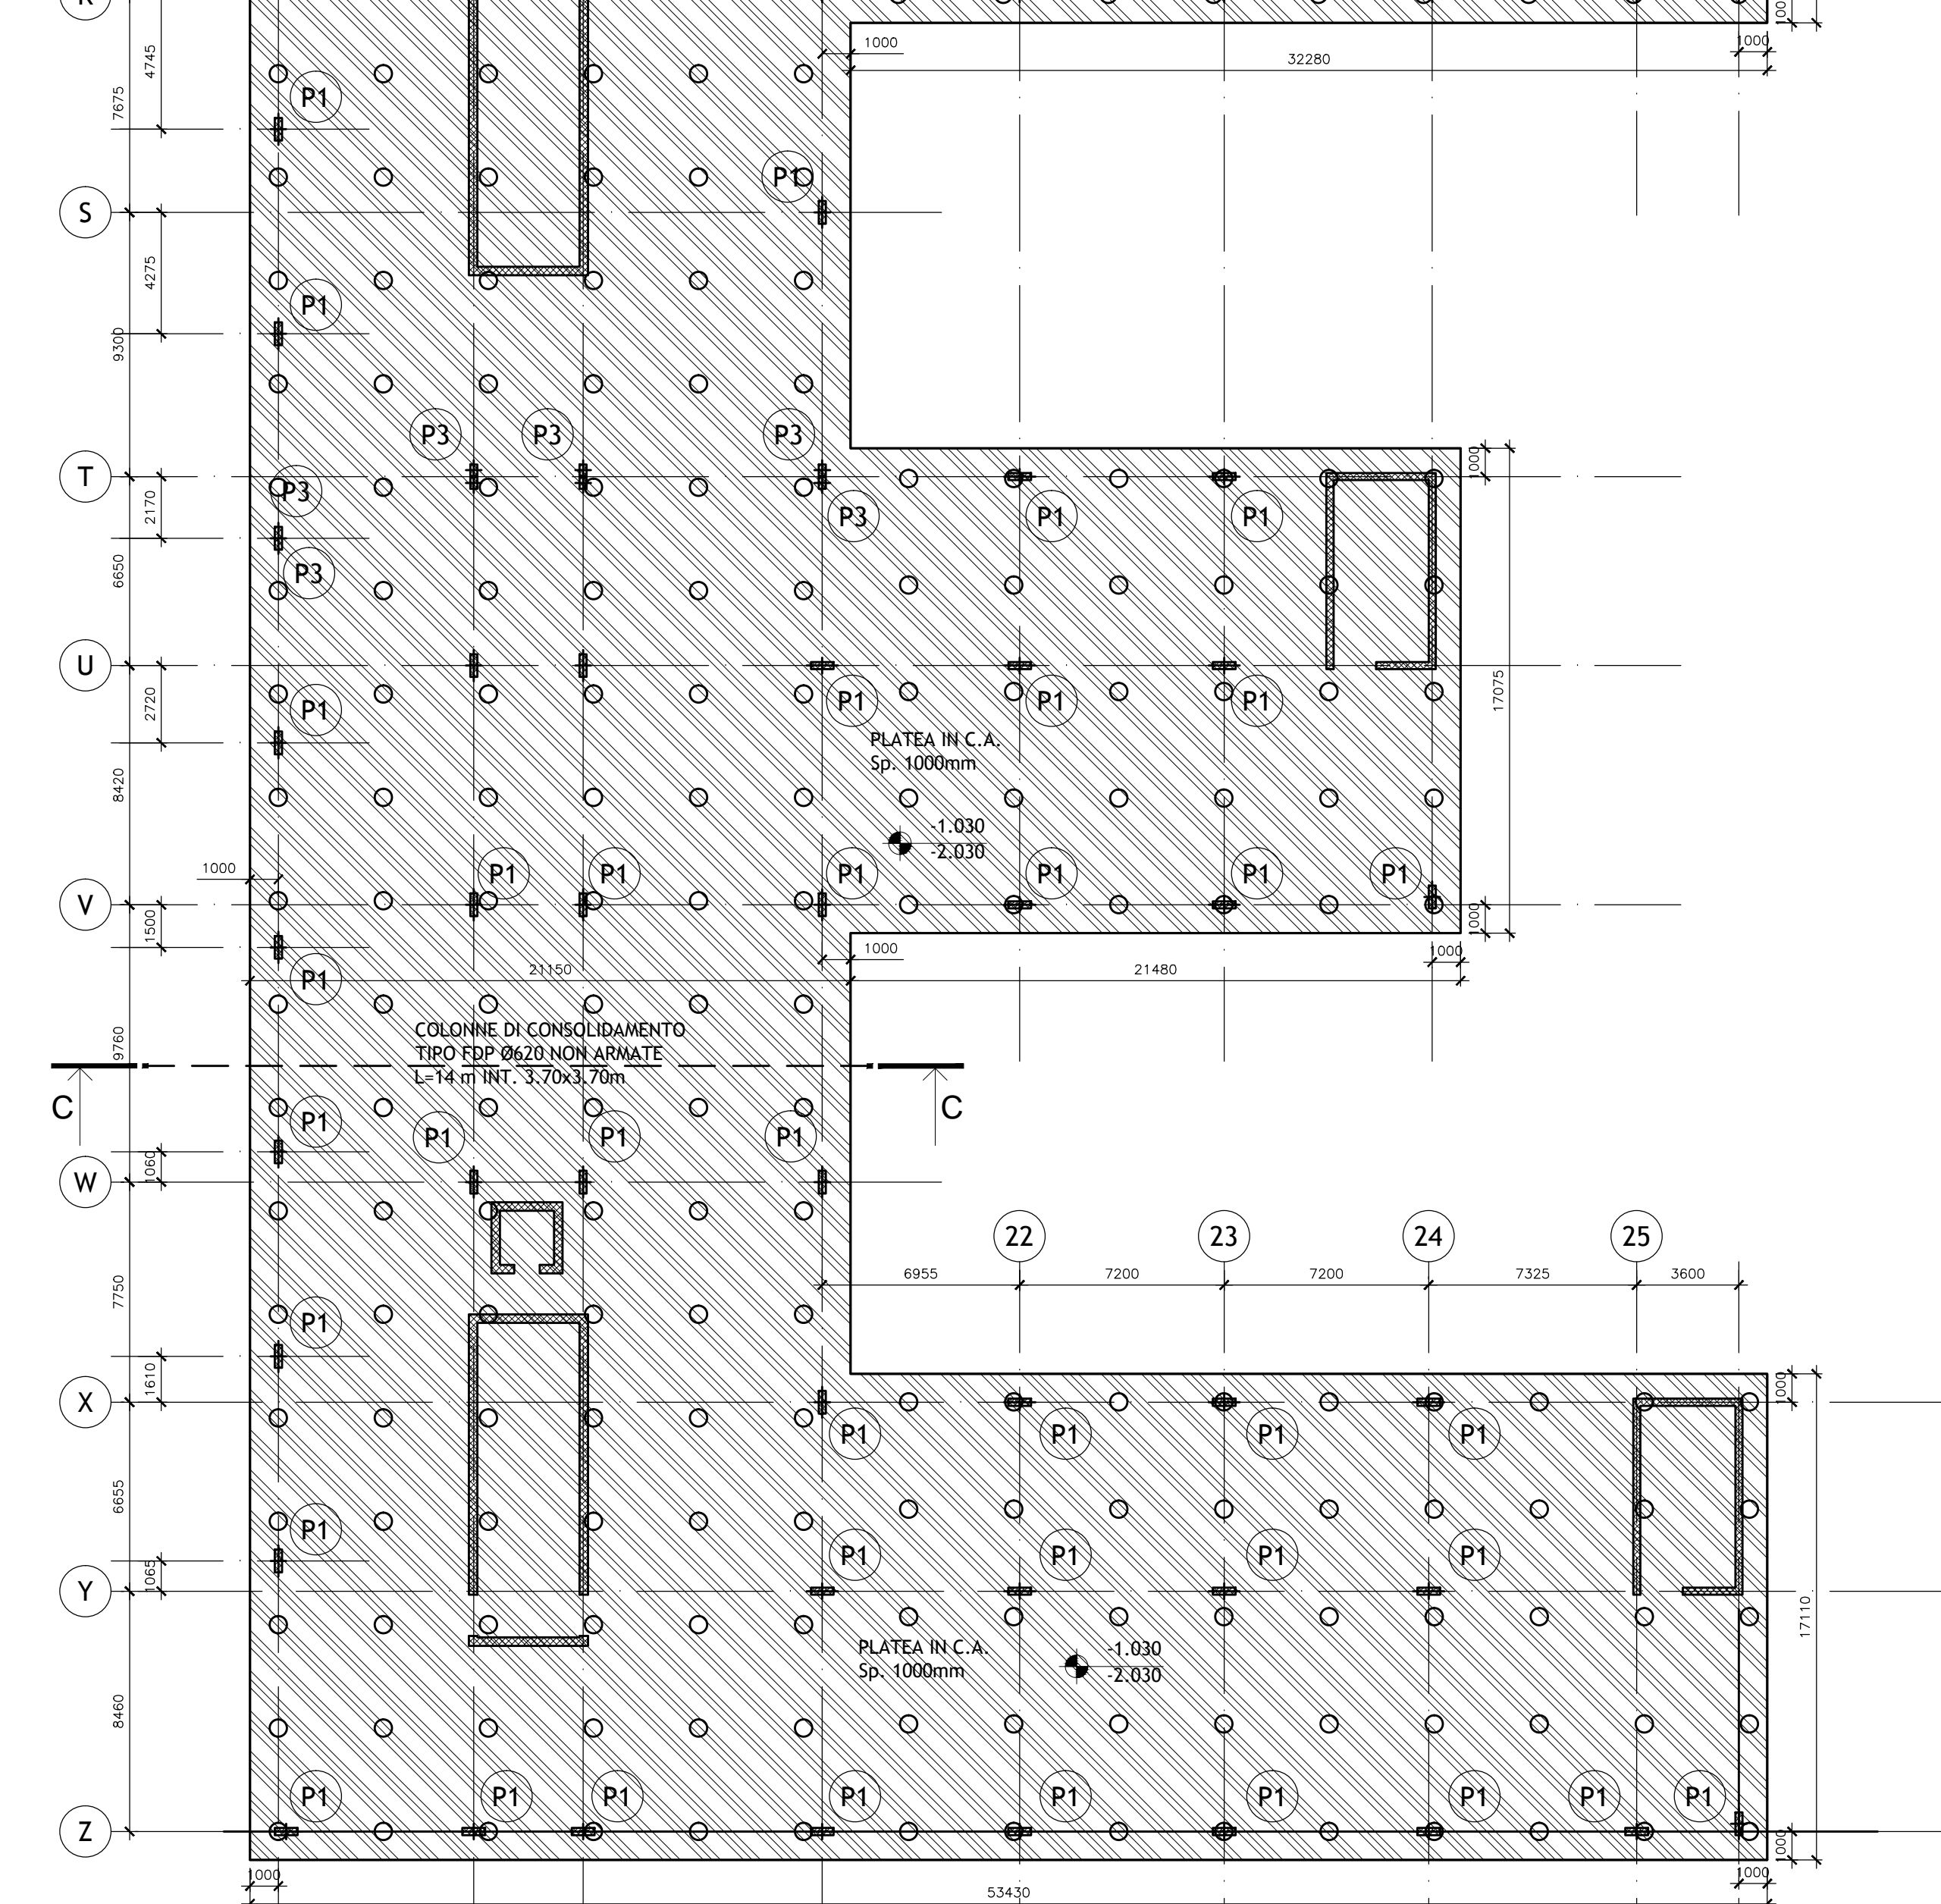 R
1000
1000
1000
32280
4745
7675
P1
P1
S
4275
P1
9300
P3
P3
P3
T
1000
P3
2170
P3
P1
P1
6650
P3
U
17075
2720
P1
P1
P1
P1
PLATEA IN C.A.
Sp. 1000mm
8420
-1.030
-2.030
1000
P1
P1
P1
P1
P1
P1
V
1500
1000
1000
1000
P1
21150
21480
9760
COLONNE DI CONSOLIDAMENTO
TIPO FDP Ø620 NON ARMATE
L=14 m INT. 3.70x3.70m
C
C
P1
P1
P1
P1
1060
W
22
23
24
25
7750
6955
7200
7200
7325
3600
P1
1610
1000
X
P1
P1
P1
P1
6655
P1
P1
P1
P1
P1
1065
Y
17110
PLATEA IN C.A.
Sp. 1000mm
-1.030
-2.030
8460
P1
P1
P1
P1
P1
P1
P1
P1
P1
Z
1000
1000
1000
53430